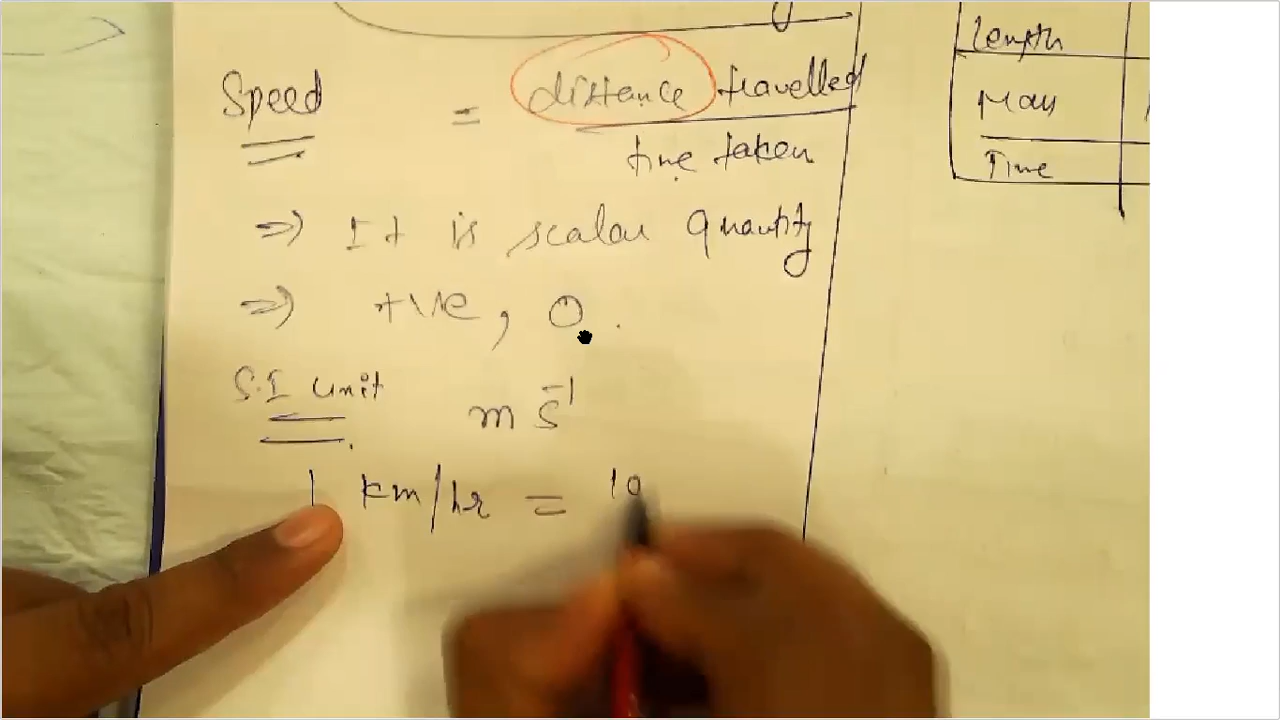 Speed = distance travelled
time taken
⇒ It is scalar quantity
⇒ +ve, 0.
S.I unit m s⁻¹
1 km/hr = 10
Length
Mass
Time